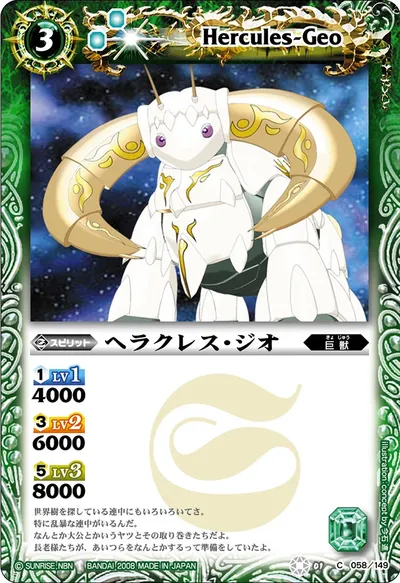 3
Hercules-Geo
スピリット
ヘラクレス・ジオ
きょ じゅう
巨獣
1 LV1
4000
3 LV2
6000
5 LV3
8000
世界樹を探している連中にもいろいろいてさ。
特に乱暴な連中がいるんだ。
なんとか大公とかいうヤツとその取り巻きたちだよ。
長老様たちが、あいつらをなんとかするって準備をしていたよ。
Illustration concept by 今石進
©SUNRISE,NBN
BANDAI 2008 MADE IN JAPAN
01
C 058/149